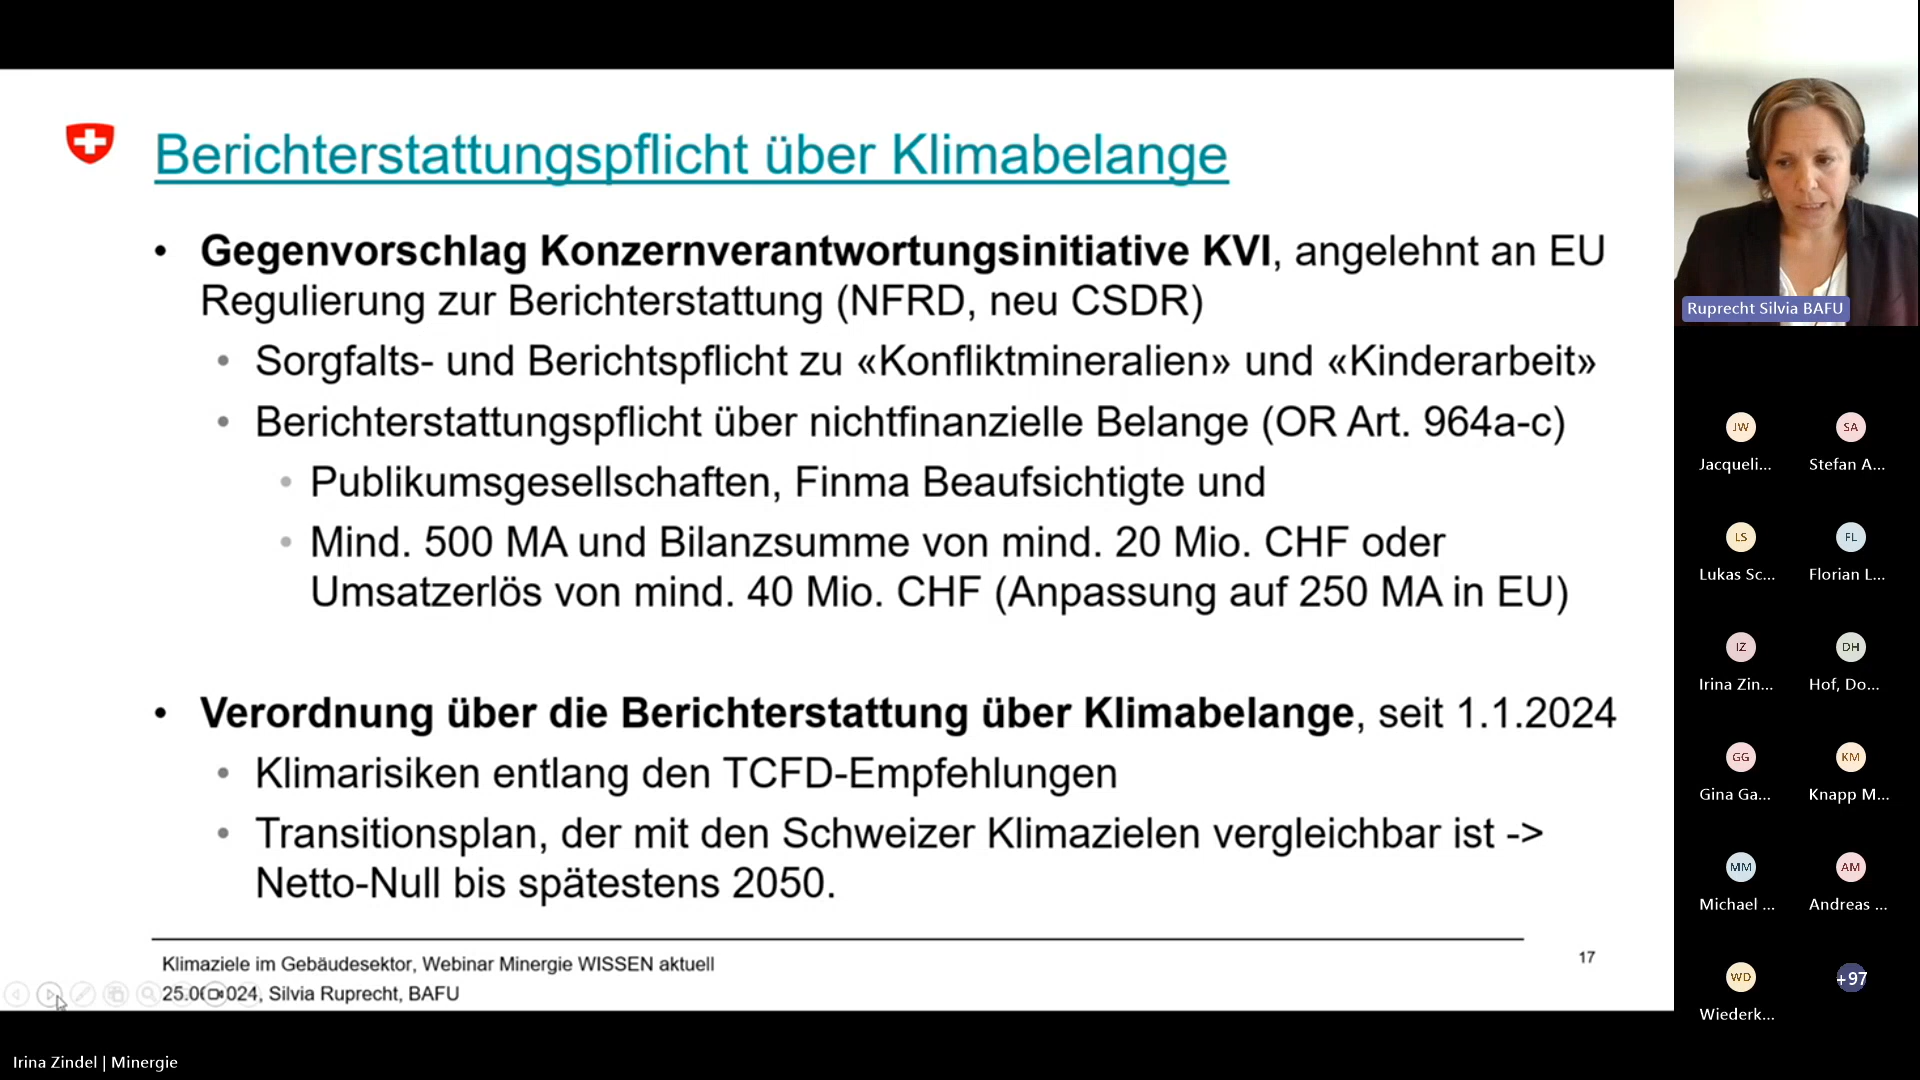 Berichterstattungspflicht über Klimabelange
• Gegenvorschlag Konzernverantwortungsinitiative KVI, angelehnt an EU
Regulierung zur Berichterstattung (NFRD, neu CSDR)
• Sorgfalts- und Berichtspflicht zu «Konfliktmineralien» und «Kinderarbeit»
• Berichterstattungspflicht über nichtfinanzielle Belange (OR Art. 964a-c)
• Publikumsgesellschaften, Finma Beaufsichtigte und
• Mind. 500 MA und Bilanzsumme von mind. 20 Mio. CHF oder
Umsatzerlös von mind. 40 Mio. CHF (Anpassung auf 250 MA in EU)
• Verordnung über die Berichterstattung über Klimabelange, seit 1.1.2024
• Klimarisiken entlang den TCFD-Empfehlungen
• Transitionsplan, der mit den Schweizer Klimazielen vergleichbar ist ->
Netto-Null bis spätestens 2050.
Klimaziele im Gebäudesektor, Webinar Minergie WISSEN aktuell
17
Silvia Ruprecht, BAFU
Irina Zindel | Minergie
Ruprecht Silvia BAFU
JW
SA
Jacqueli...
Stefan A...
LS
FL
Lukas Sc...
Florian L...
IZ
DH
Irina Zin...
Hof, Do...
GG
KM
Gina Ga...
Knapp M...
MM
AM
Michael ...
Andreas ...
WD
+97
Wiederk...